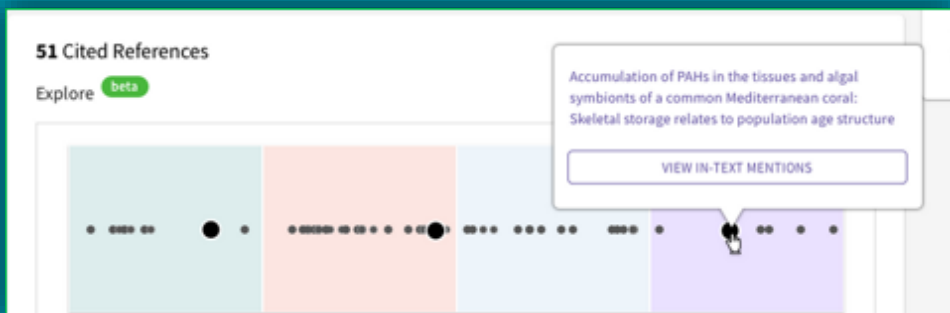 51 Cited References
Explore beta
Accumulation of PAHs in the tissues and algal
symbionts of a common Mediterranean coral:
Skeletal storage relates to population age structure
VIEW IN-TEXT MENTIONS